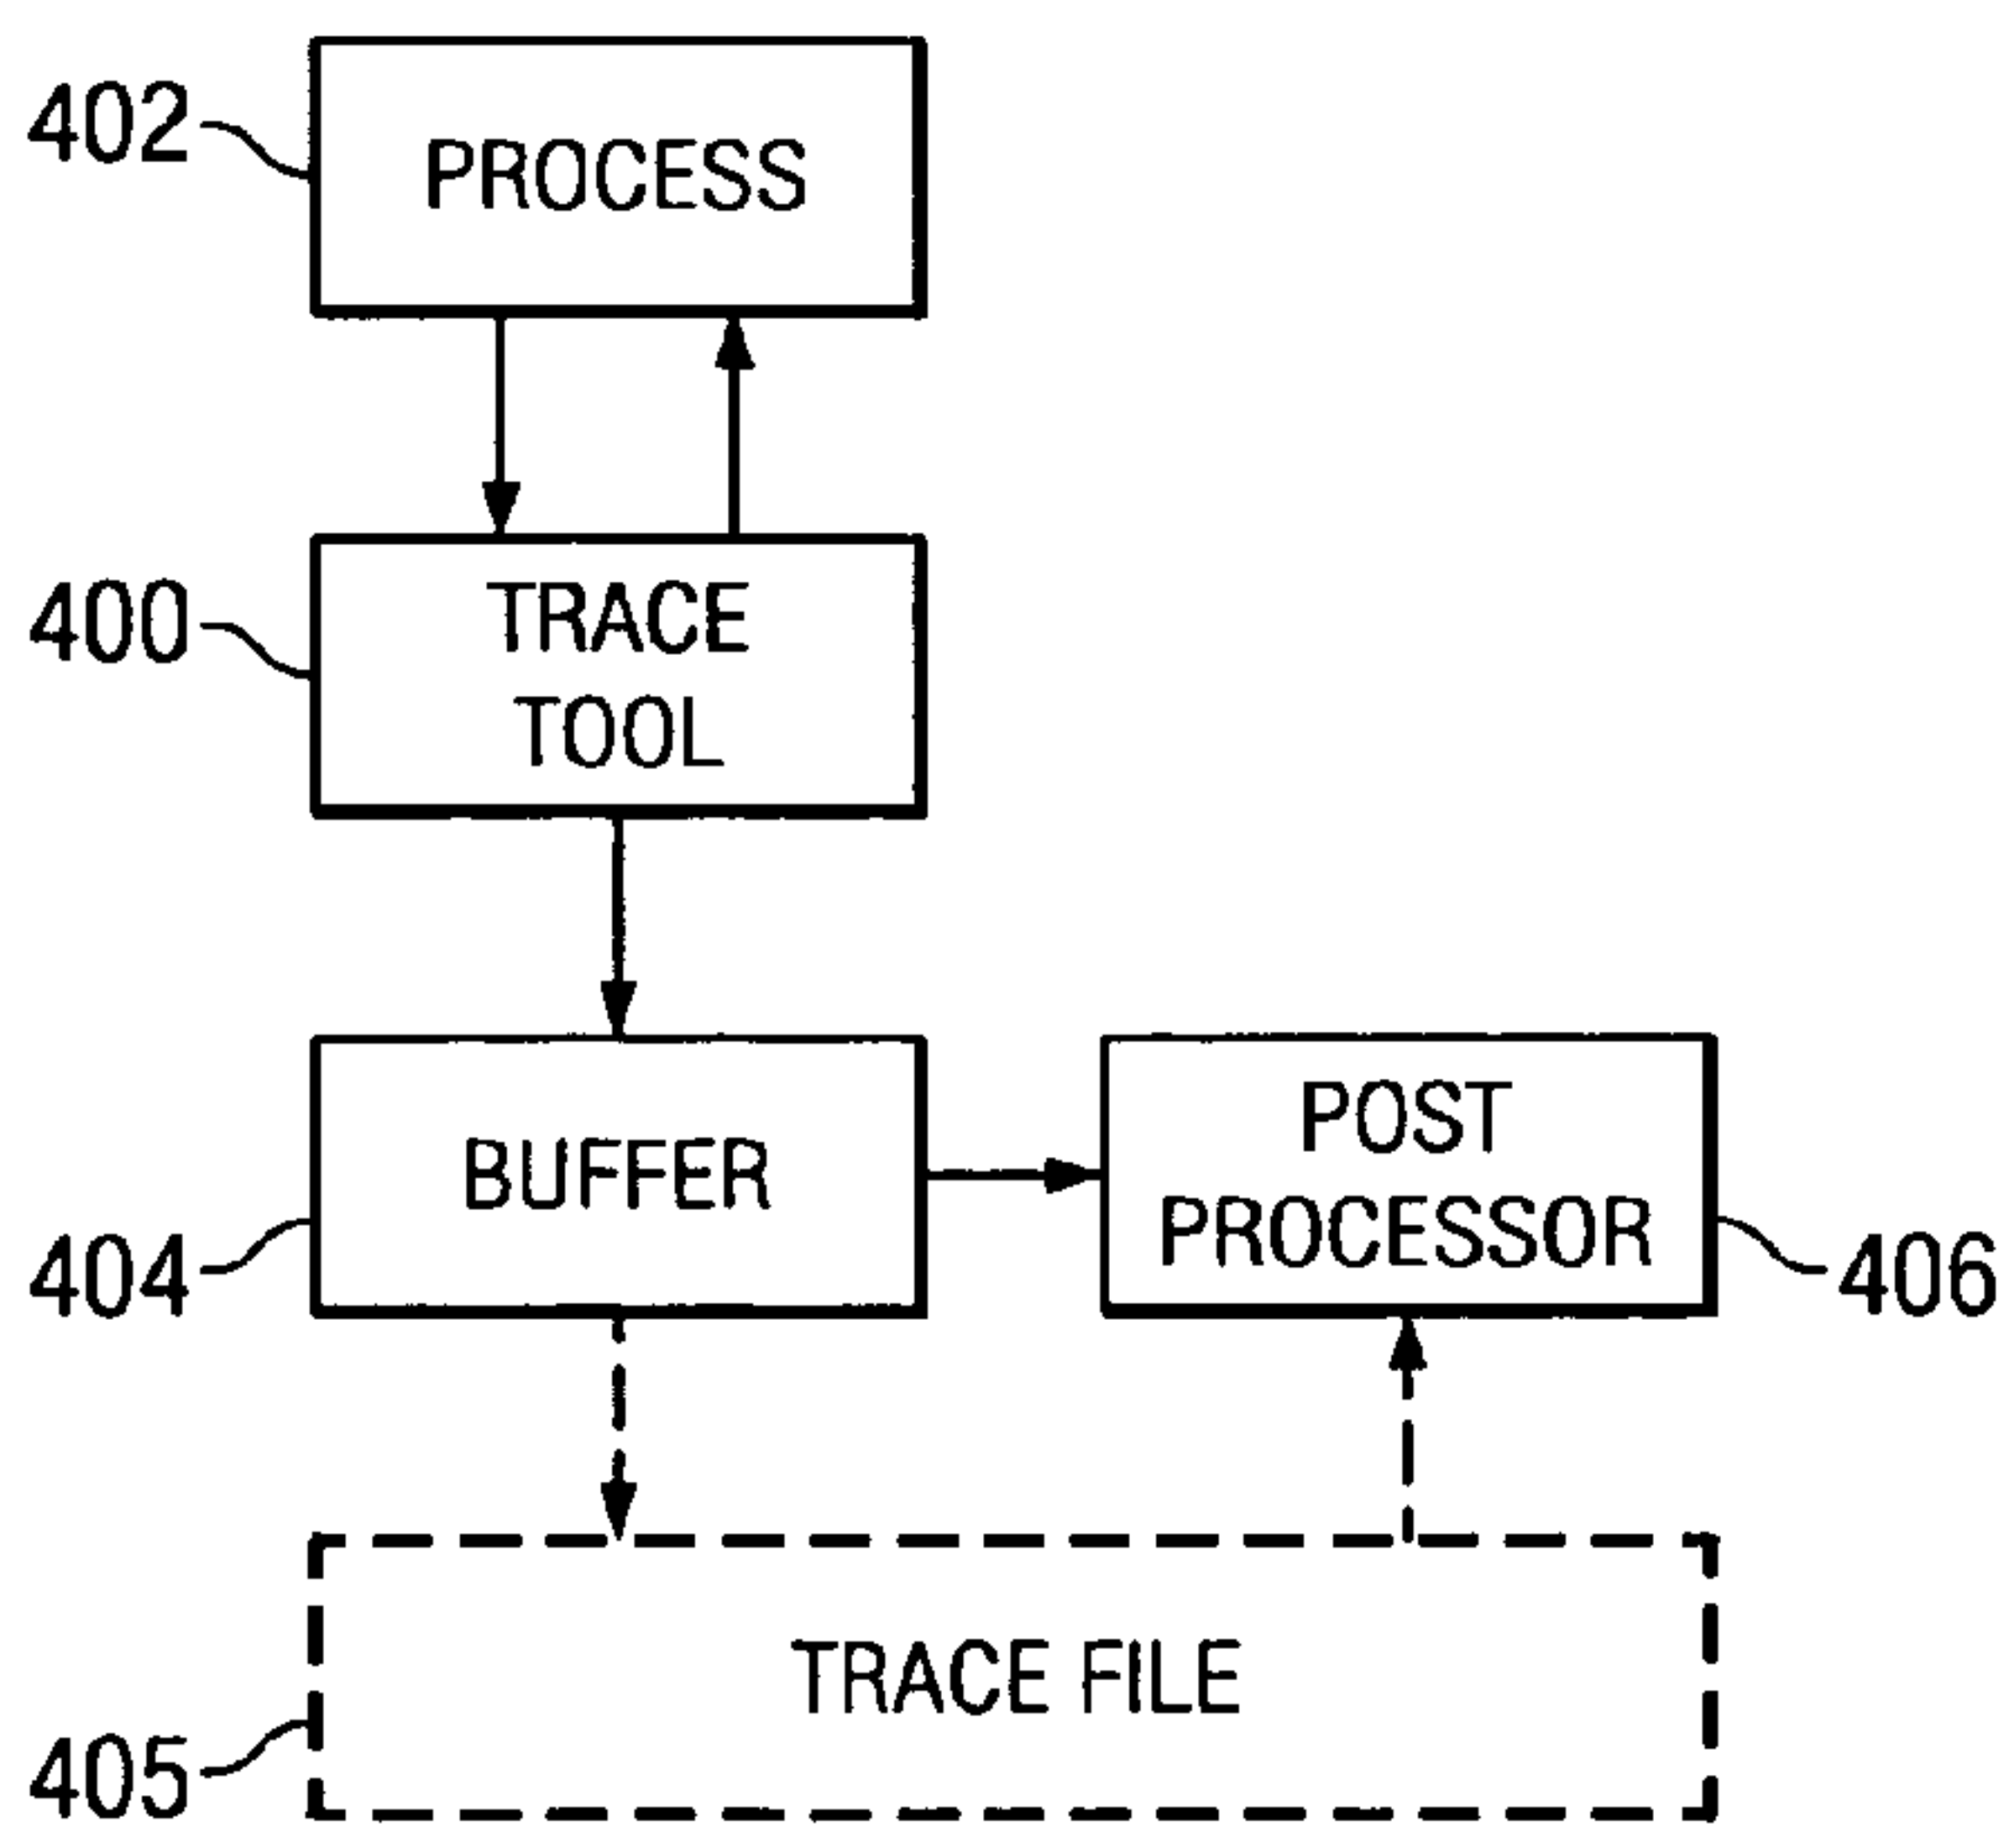 402
PROCESS
400
TRACE
TOOL
404
BUFFER
POST
PROCESSOR
406
405
TRACE FILE